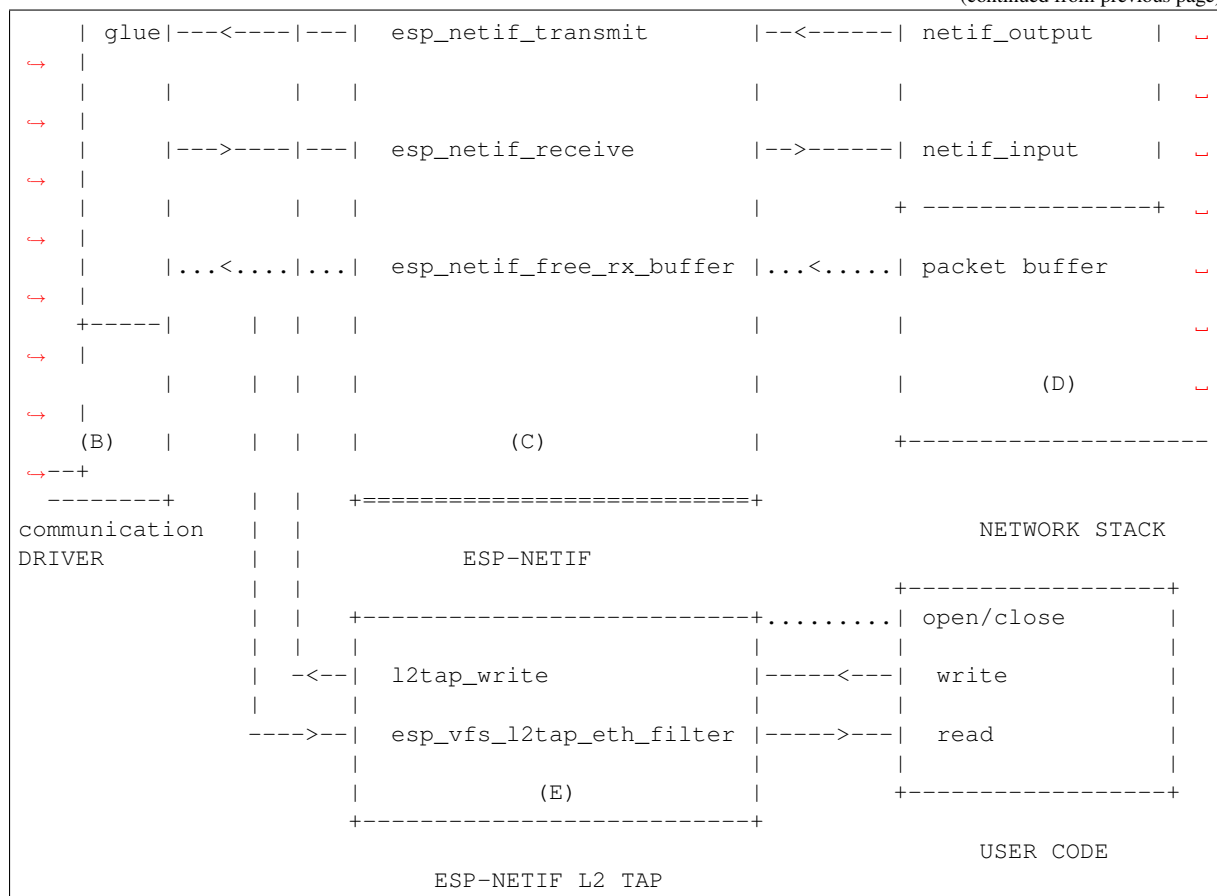 (continued from previous page)
    | glue|---<----|---|  esp_netif_transmit       |--<------| netif_output     |  ␣
↪   |
    |     |        |   |                           |         |                |  ␣
↪   |
    |     |--->----|---|  esp_netif_receive        |-->------| netif_input     |  ␣
↪   |
    |     |        |   |                           |         + ----------------+  ␣
↪   |
    |     |...<....|...|  esp_netif_free_rx_buffer |...<.....| packet buffer      ␣
↪   |
    +-----|     |  |   |                           |         |                    ␣
↪   |
          |     |  |   |                           |         |         (D)        ␣
↪   |
    (B)   |     |  |   |          (C)              |         +---------------------
↪--+
  --------+     |  |   +===========================+
communication   |  |                                               NETWORK STACK
DRIVER          |  |           ESP-NETIF
                |  |                                         +------------------+
                |  |   +---------------------------+.........| open/close       |
                |  |   |                           |         |                  |
                |  -<--|  l2tap_write              |-----<---|  write           |
                |      |                           |         |                  |
                ---->--|  esp_vfs_l2tap_eth_filter |----->---|  read            |
                       |                           |         |                  |
                       |            (E)            |         +------------------+
                       +---------------------------+
                                                                  USER CODE
                             ESP-NETIF L2 TAP